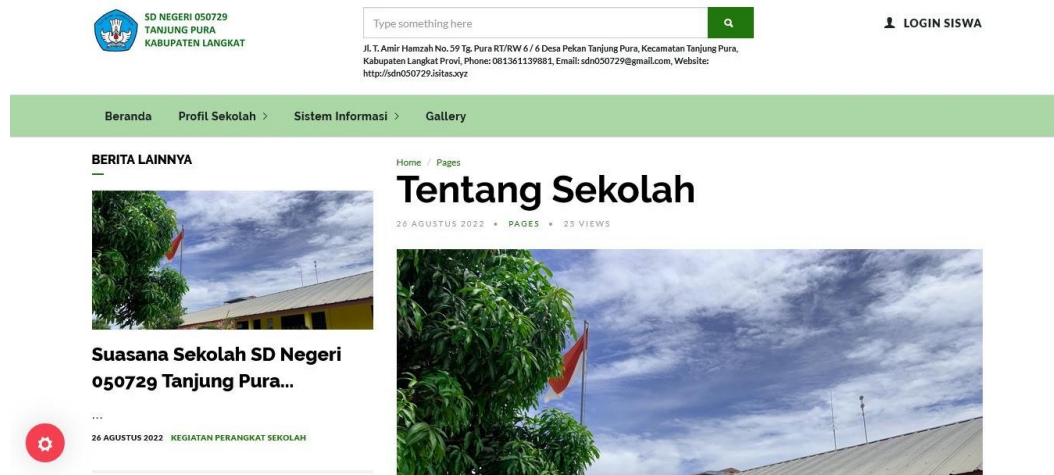 SD NEGERI 050729
TANJUNG PURA
KABUPATEN LANGKAT
Type something here
LOGIN SISWA
Jl. T. Amir Hamzah No. 59 Tg. Pura RT/RW 6 / 6 Desa Pekan Tanjung Pura, Kecamatan Tanjung Pura,
Kabupaten Langkat Provi, Phone: 081361139881, Email: sdn050729@gmail.com, Website:
http://sdn050729.isitas.xyz
Beranda Profil Sekolah > Sistem Informasi > Gallery
BERITA LAINNYA
Suasana Sekolah SD Negeri
050729 Tanjung Pura...
...
26 AGUSTUS 2022 KEGIATAN PERANGKAT SEKOLAH
Home / Pages
Tentang Sekolah
26 AGUSTUS 2022 • PAGES • 25 VIEWS